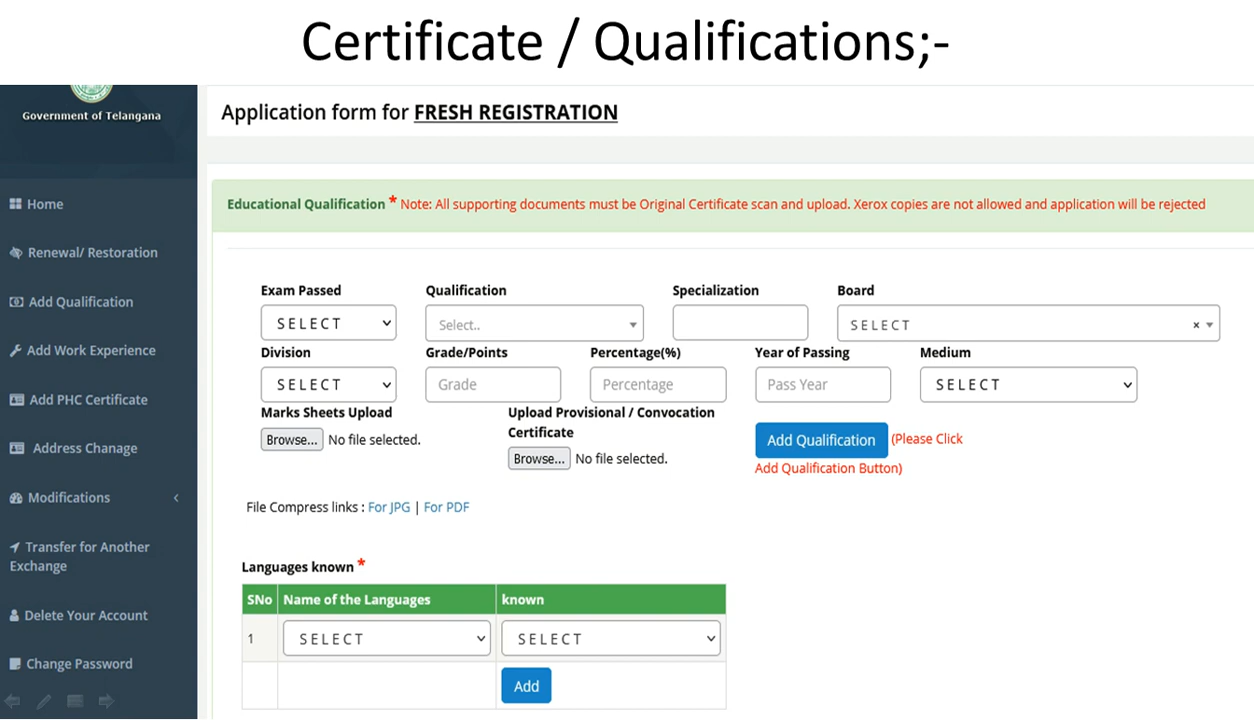 Certificate / Qualifications;-
Government of Telangana
Home
Renewal/ Restoration
Add Qualification
Add Work Experience
Add PHC Certificate
Address Chanage
Modifications
Transfer for Another
Exchange
Delete Your Account
Change Password
Application form for FRESH REGISTRATION
Educational Qualification * Note: All supporting documents must be Original Certificate scan and upload. Xerox copies are not allowed and application will be rejected
Exam Passed Qualification Specialization Board
SELECT Select.. SELECT × 
Division Grade/Points Percentage(%) Year of Passing Medium
SELECT Grade Percentage Pass Year SELECT
Marks Sheets Upload Upload Provisional / Convocation
Certificate
Browse... No file selected. Add Qualification (Please Click
Browse... No file selected. Add Qualification Button)
File Compress links : For JPG | For PDF
Languages known *
SNo Name of the Languages known
1 SELECT SELECT
Add